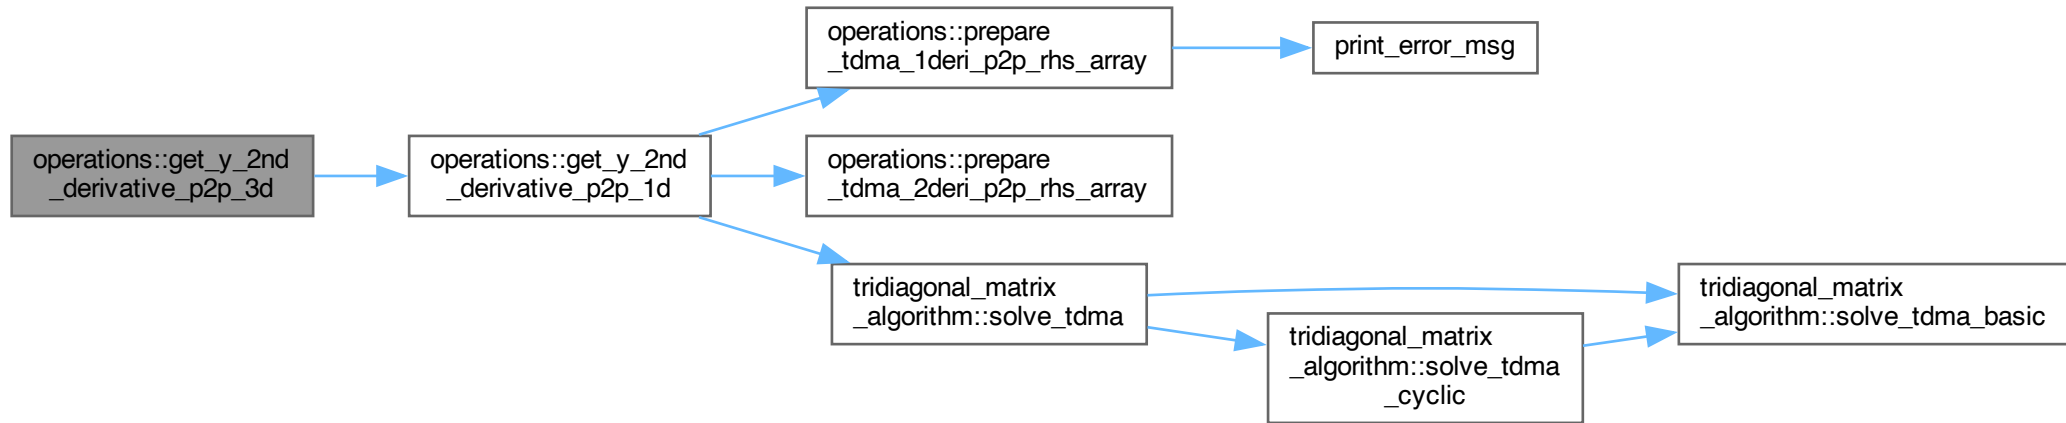 operations::get_y_2nd
_derivative_p2p_3d
operations::get_y_2nd
_derivative_p2p_1d
operations::prepare
_tdma_1deri_p2p_rhs_array
print_error_msg
operations::prepare
_tdma_2deri_p2p_rhs_array
tridiagonal_matrix
_algorithm::solve_tdma
tridiagonal_matrix
_algorithm::solve_tdma
_cyclic
tridiagonal_matrix
_algorithm::solve_tdma_basic